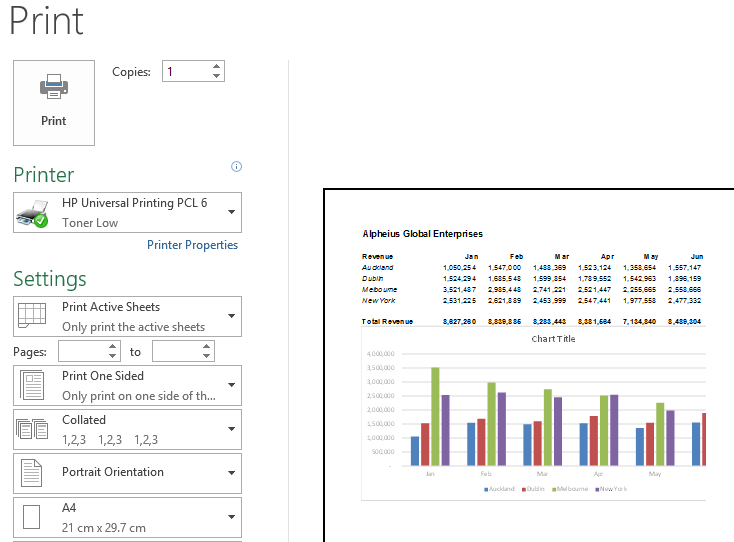 Print
Copies: 1
Print
Printer
HP Universal Printing PCL 6
Toner Low
Printer Properties
Settings
Print Active Sheets
Only print the active sheets
Pages: to
Print One Sided
Only print on one side of th...
Collated
1,2,3 1,2,3 1,2,3
Portrait Orientation
A4
21 cm x 29.7 cm
Alpheius Global Enterprises
Revenue Jan Feb Mar Apr May Jun
Auckland 1,050,254 1,547,000 1,488,369 1,523,124 1,358,654 1,557,147
Dublin 1,524,294 1,685,548 1,599,854 1,789,552 1,542,963 1,896,159
Melbourne 3,521,487 2,985,448 2,741,221 2,521,447 2,255,665 2,558,666
New York 2,531,225 2,621,889 2,453,999 2,547,441 1,977,558 2,477,332
Total Revenue 8,627,260 8,839,885 8,283,443 8,381,564 7,134,840 8,489,304
Chart Title
4,000,000
3,500,000
3,000,000
2,500,000
2,000,000
1,500,000
1,000,000
500,000
-
Jan Feb Mar Apr May
Auckland Dublin Melbourne New York